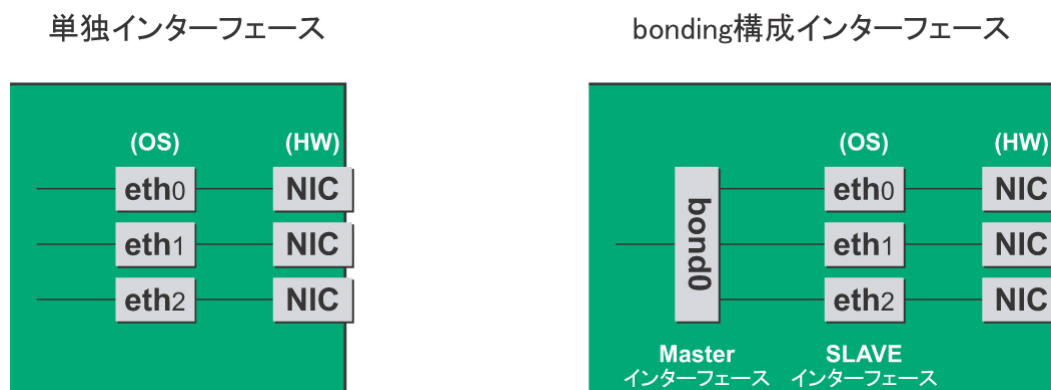 単独インターフェース
(OS)
(HW)
eth0
NIC
eth1
NIC
eth2
NIC
bonding構成インターフェース
(OS)
(HW)
bond0
eth0
NIC
eth1
NIC
eth2
NIC
Master
インターフェース
SLAVE
インターフェース